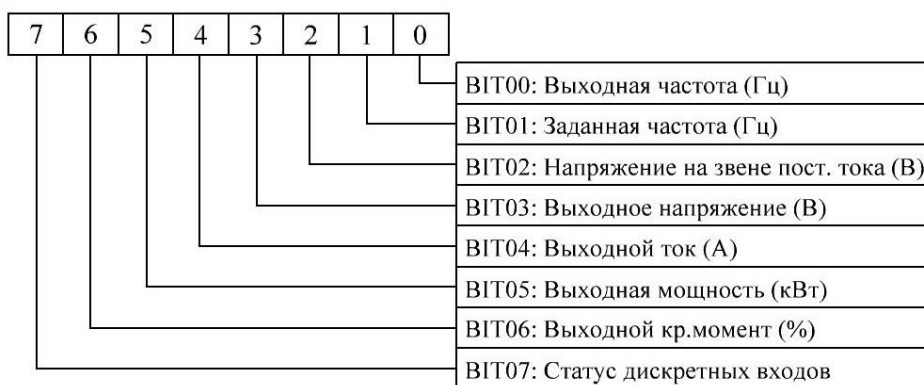 7 6 5 4 3 2 1 0
BIT00: Выходная частота (Гц)
BIT01: Заданная частота (Гц)
BIT02: Напряжение на звене пост. тока (В)
BIT03: Выходное напряжение (В)
BIT04: Выходной ток (А)
BIT05: Выходная мощность (кВт)
BIT06: Выходной кр.момент (%)
BIT07: Статус дискретных входов